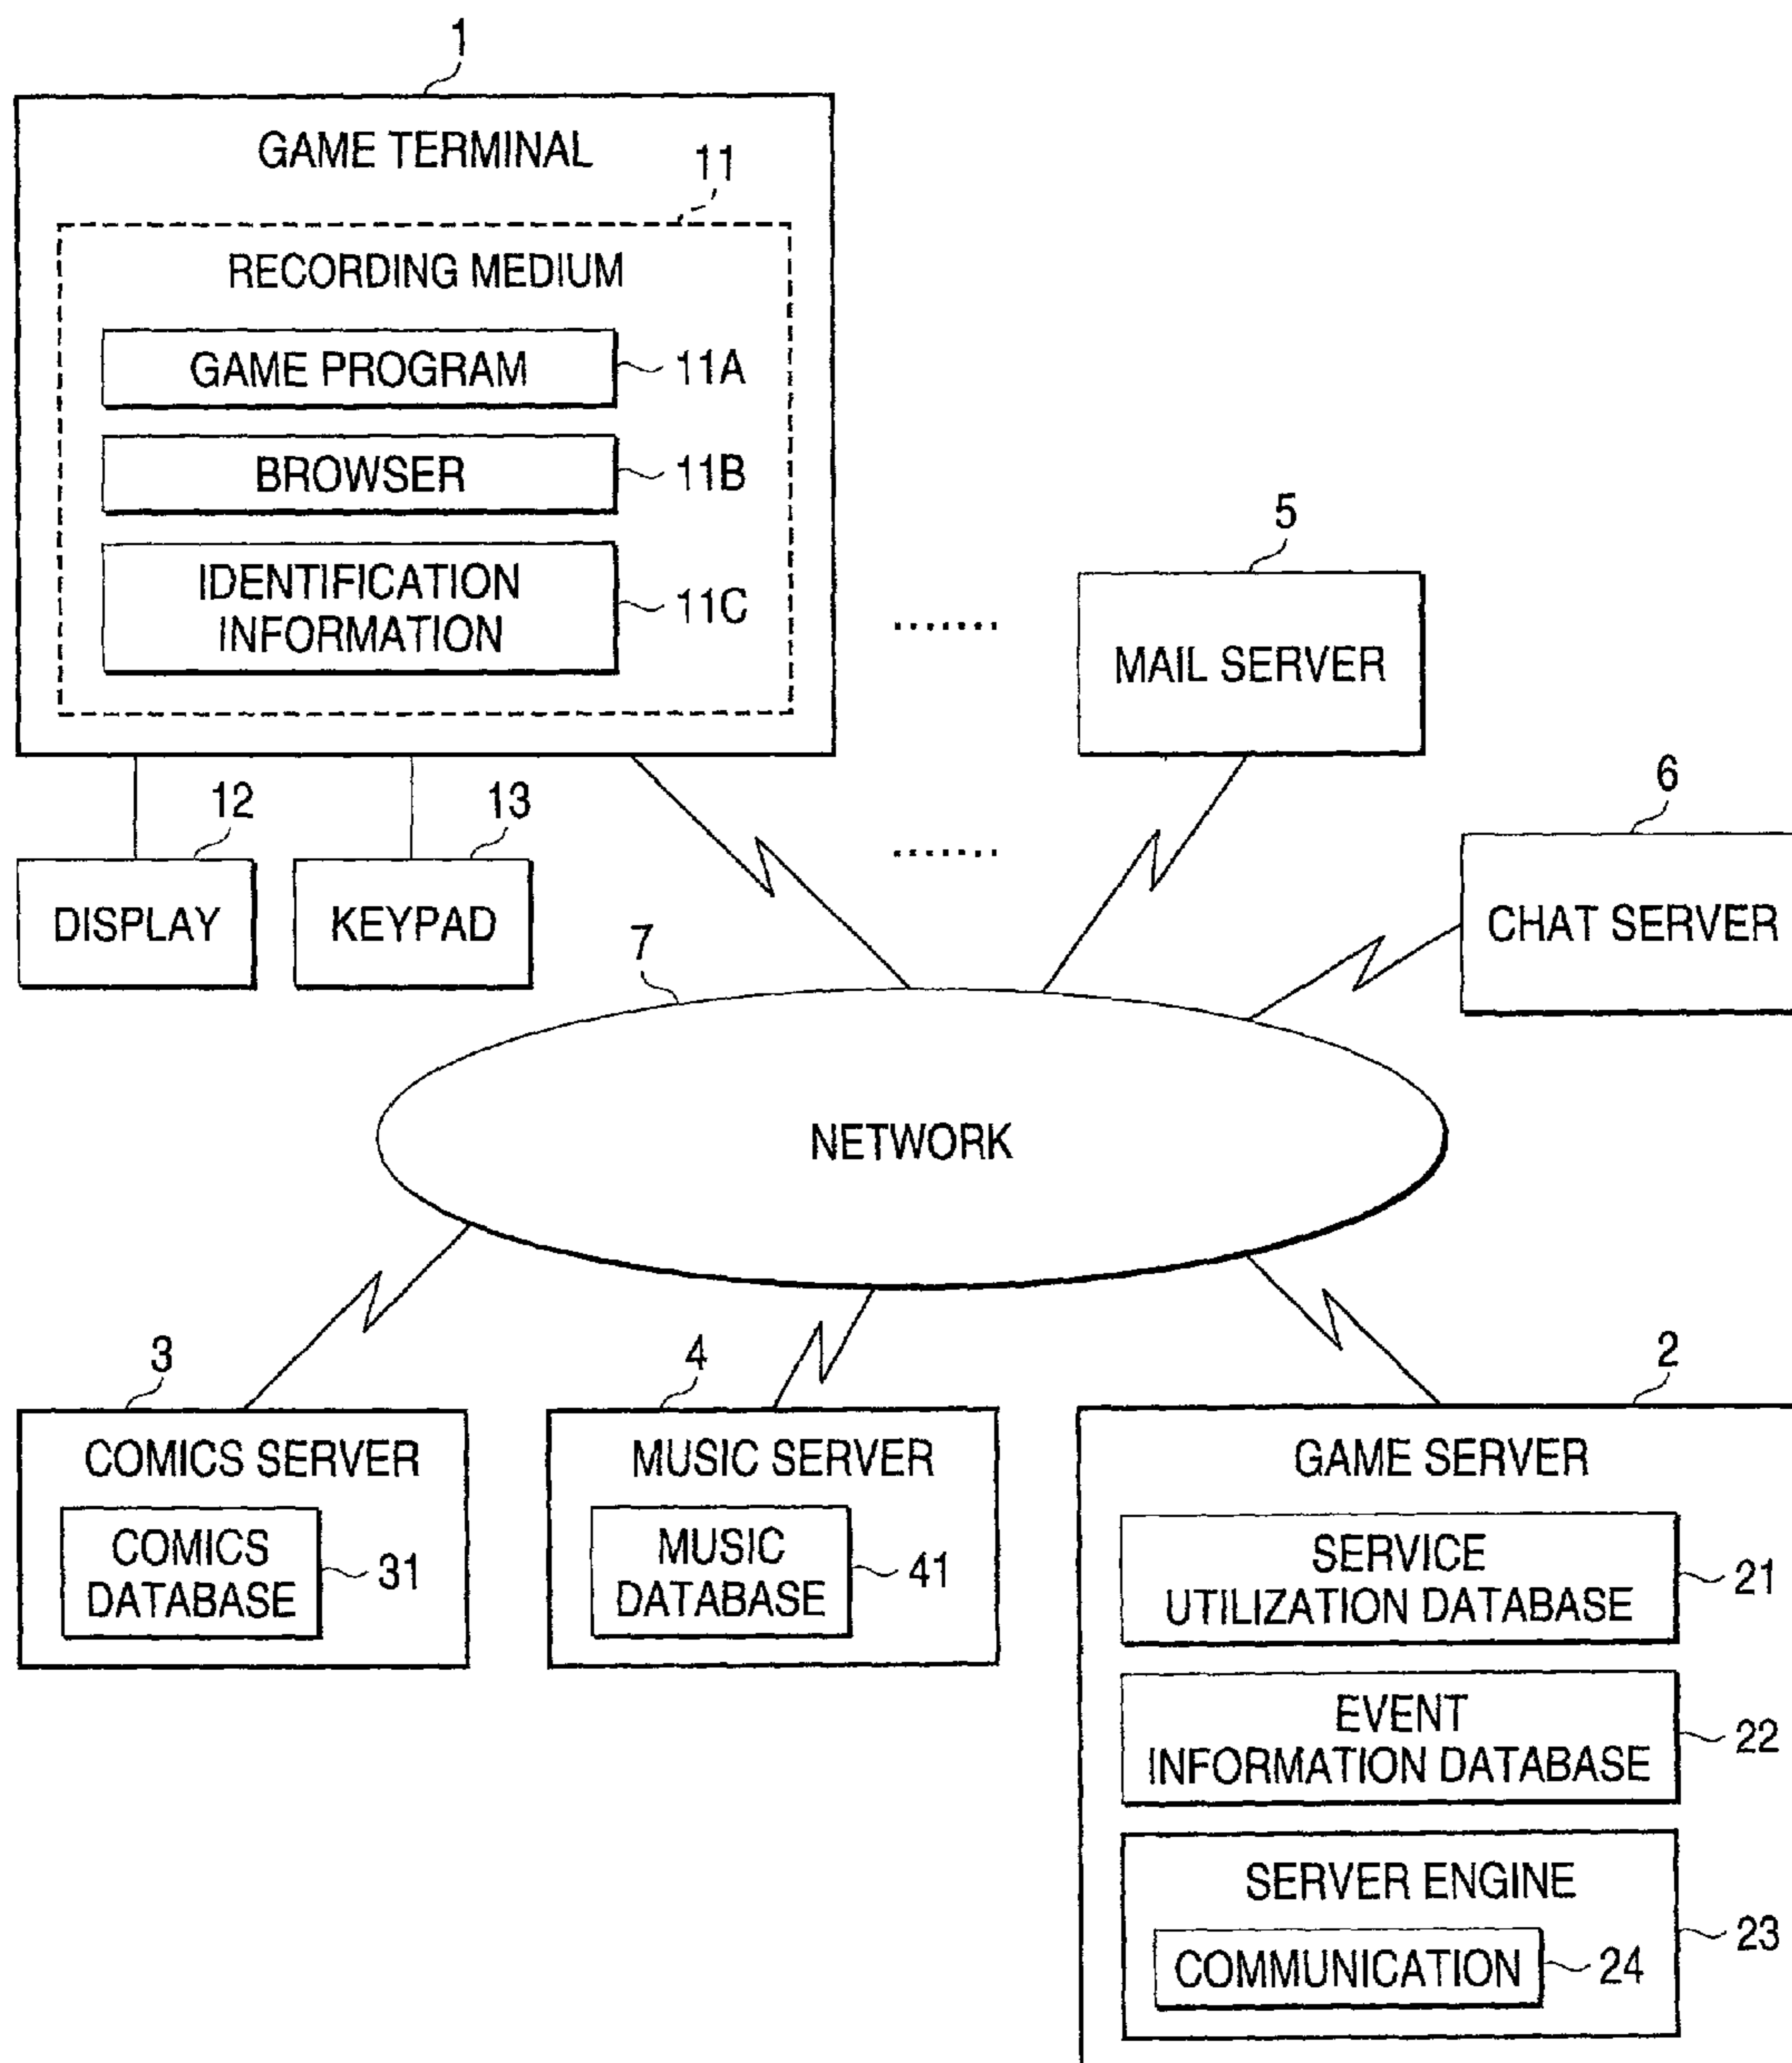 1
GAME TERMINAL
11
RECORDING MEDIUM
GAME PROGRAM
11A
BROWSER
11B
IDENTIFICATION
INFORMATION
11C
.......
5
MAIL SERVER
12
DISPLAY
13
KEYPAD
.......
6
CHAT SERVER
7
NETWORK
3
COMICS SERVER
COMICS
DATABASE
31
4
MUSIC SERVER
MUSIC
DATABASE
41
2
GAME SERVER
SERVICE
UTILIZATION DATABASE
21
EVENT
INFORMATION DATABASE
22
SERVER ENGINE
23
COMMUNICATION
24